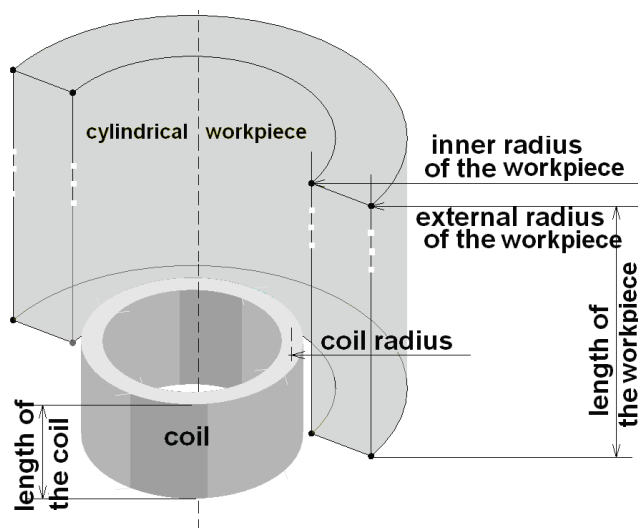 cylindrical workpiece
inner radius
of the workpiece
external radius
of the workpiece
coil radius
length of
the workpiece
coil
length of
the coil